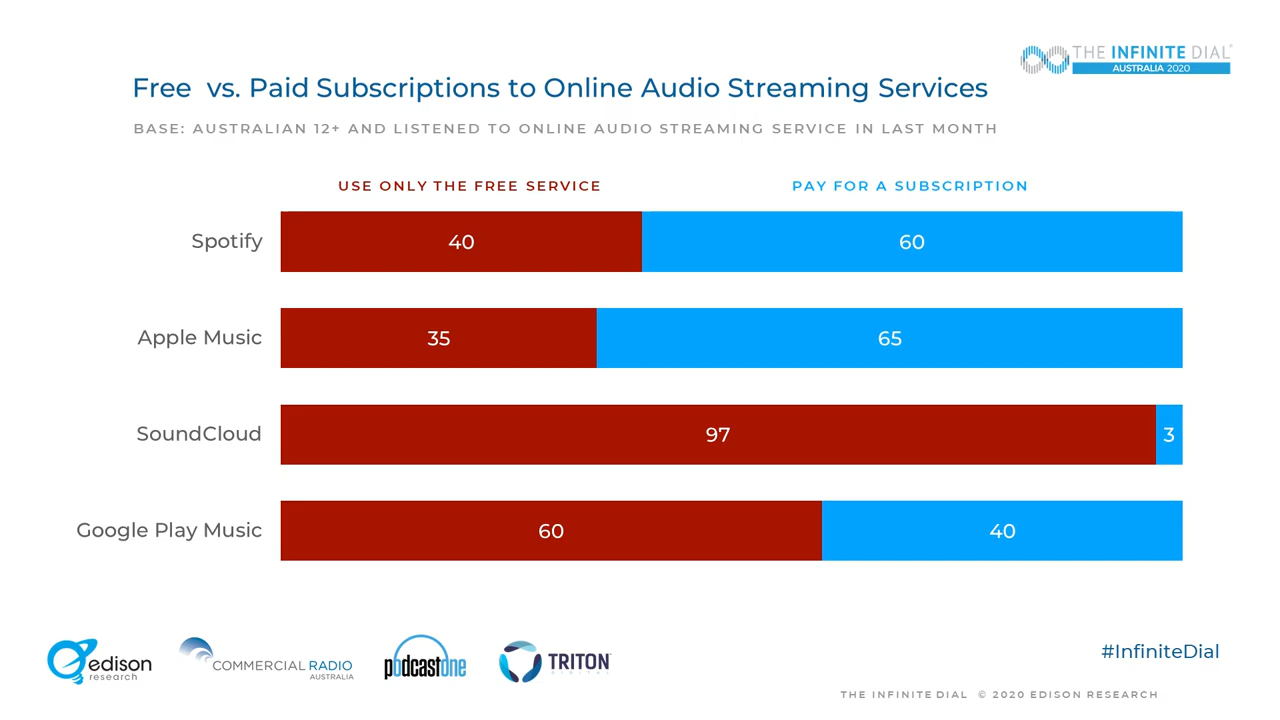 THE INFINITE DIAL
AUSTRALIA 2020
Free vs. Paid Subscriptions to Online Audio Streaming Services
BASE: AUSTRALIAN 12+ AND LISTENED TO ONLINE AUDIO STREAMING SERVICE IN LAST MONTH
USE ONLY THE FREE SERVICE PAY FOR A SUBSCRIPTION
Spotify 40 60
Apple Music 35 65
SoundCloud 97 3
Google Play Music 60 40
edison
research
COMMERCIAL RADIO
AUSTRALIA
podcastone
TRITON
DIGITAL
#InfiniteDial
THE INFINITE DIAL © 2020 EDISON RESEARCH